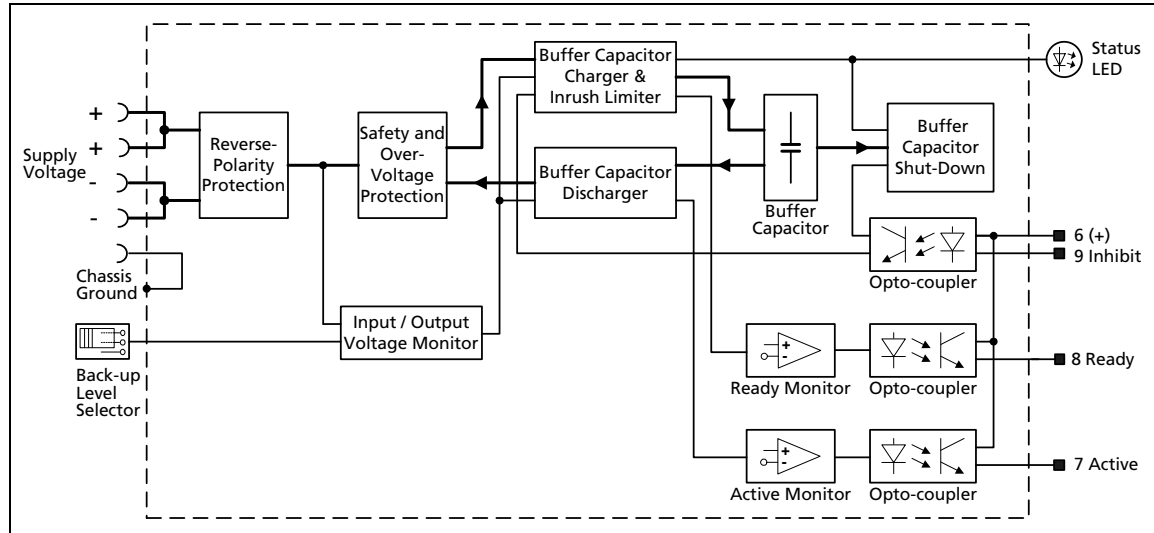 Buffer Capacitor
Charger &
Inrush Limiter
Status
LED
+
+
-
-
Supply
Voltage
Reverse-
Polarity
Protection
Safety and
Over-
Voltage
Protection
Buffer Capacitor
Discharger
Buffer
Capacitor
Buffer
Capacitor
Shut-Down
Chassis
Ground
6 (+)
9 Inhibit
Opto-coupler
Input / Output
Voltage Monitor
Back-up
Level
Selector
+
-
Ready Monitor
Opto-coupler
8 Ready
+
-
Active Monitor
Opto-coupler
7 Active